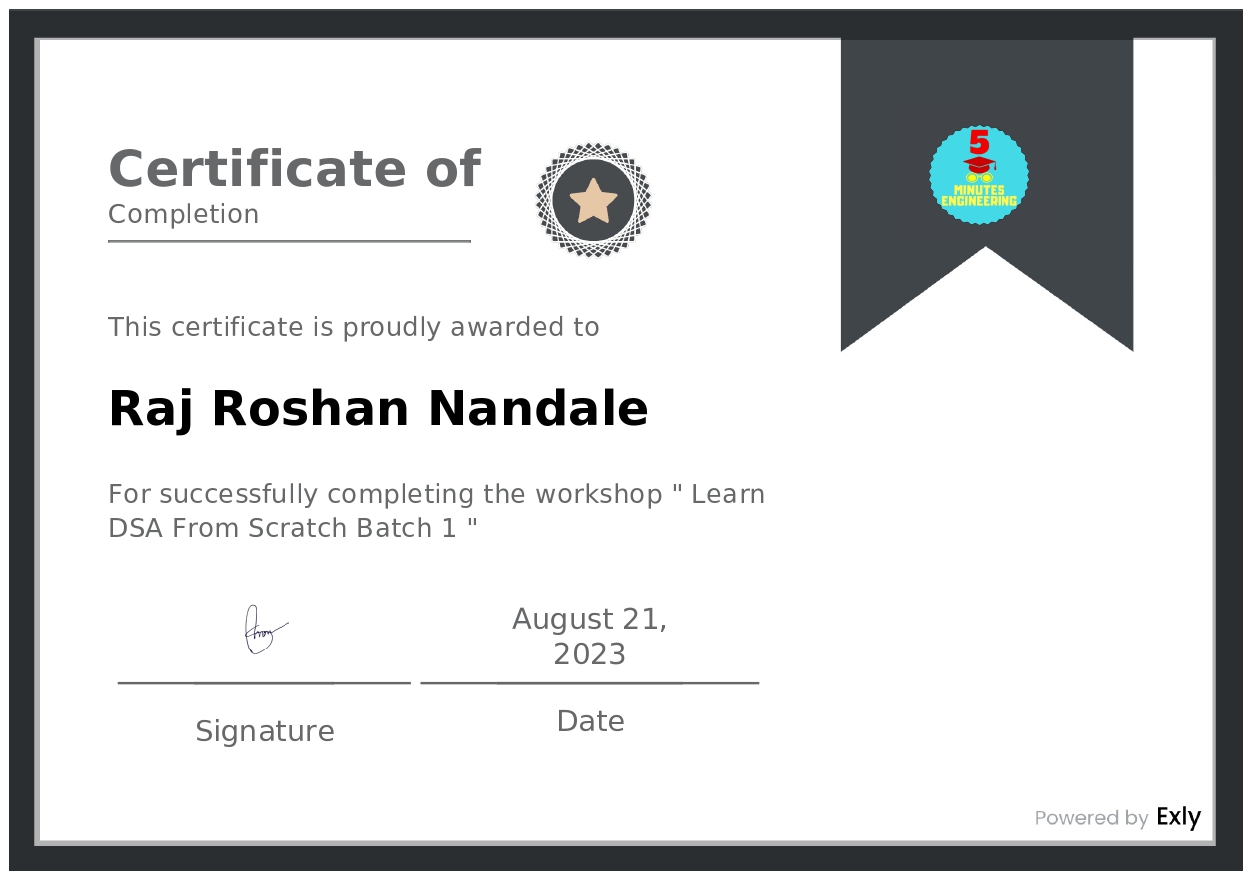 Certificate of
Completion
5
MINUTES
ENGINEERING
This certificate is proudly awarded to
Raj Roshan Nandale
For successfully completing the workshop " Learn
DSA From Scratch Batch 1 "
August 21,
2023
Signature
Date
Powered by Exly